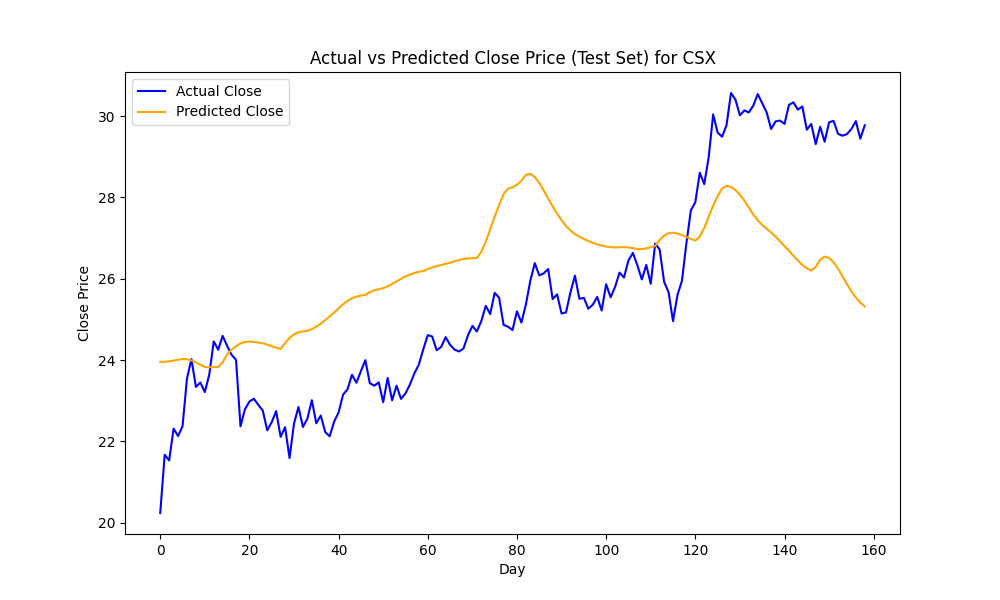 Actual vs Predicted Close Price (Test Set) for CSX
Actual Close
Predicted Close
30
28
26
24
22
20
Close Price
0 20 40 60 80 100 120 140 160
Day